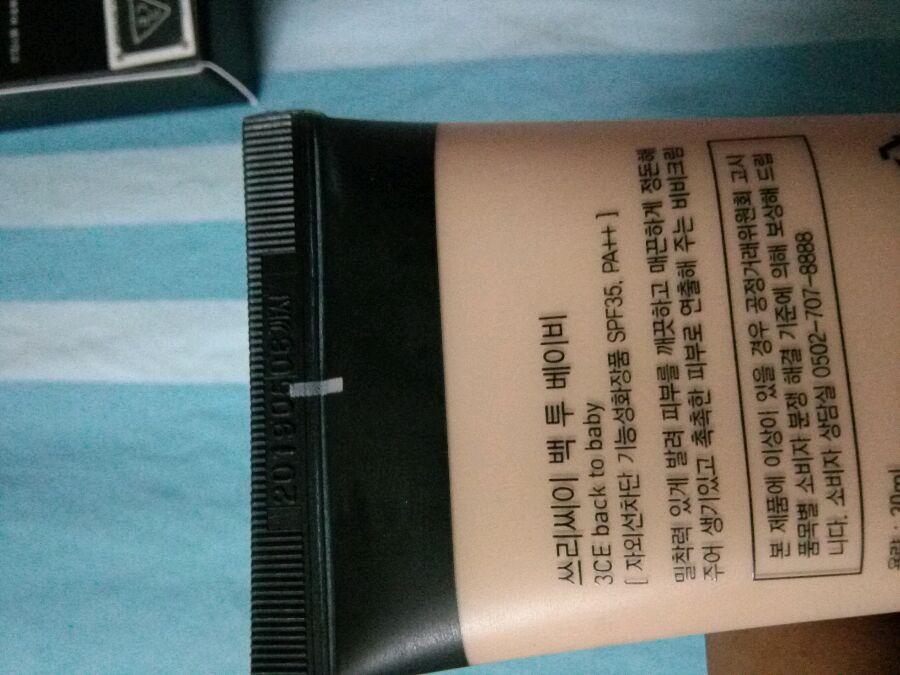 20190506까지
쓰리씨이 백 투 베이비
3CE back to baby
[ 자외선차단 기능성화장품 SPF35, PA++ ]
밀착력 있게 발려 피부를 깨끗하고 매끈하게 정돈해
주어 생기있고 촉촉한 피부로 연출해 주는 비비크림
본 제품에 이상이 있을 경우 공정거래위원회 고시
품목별 소비자 분쟁 해결 기준에 의해 보상해 드립
니다. 소비자 상담실 0502-707-8888